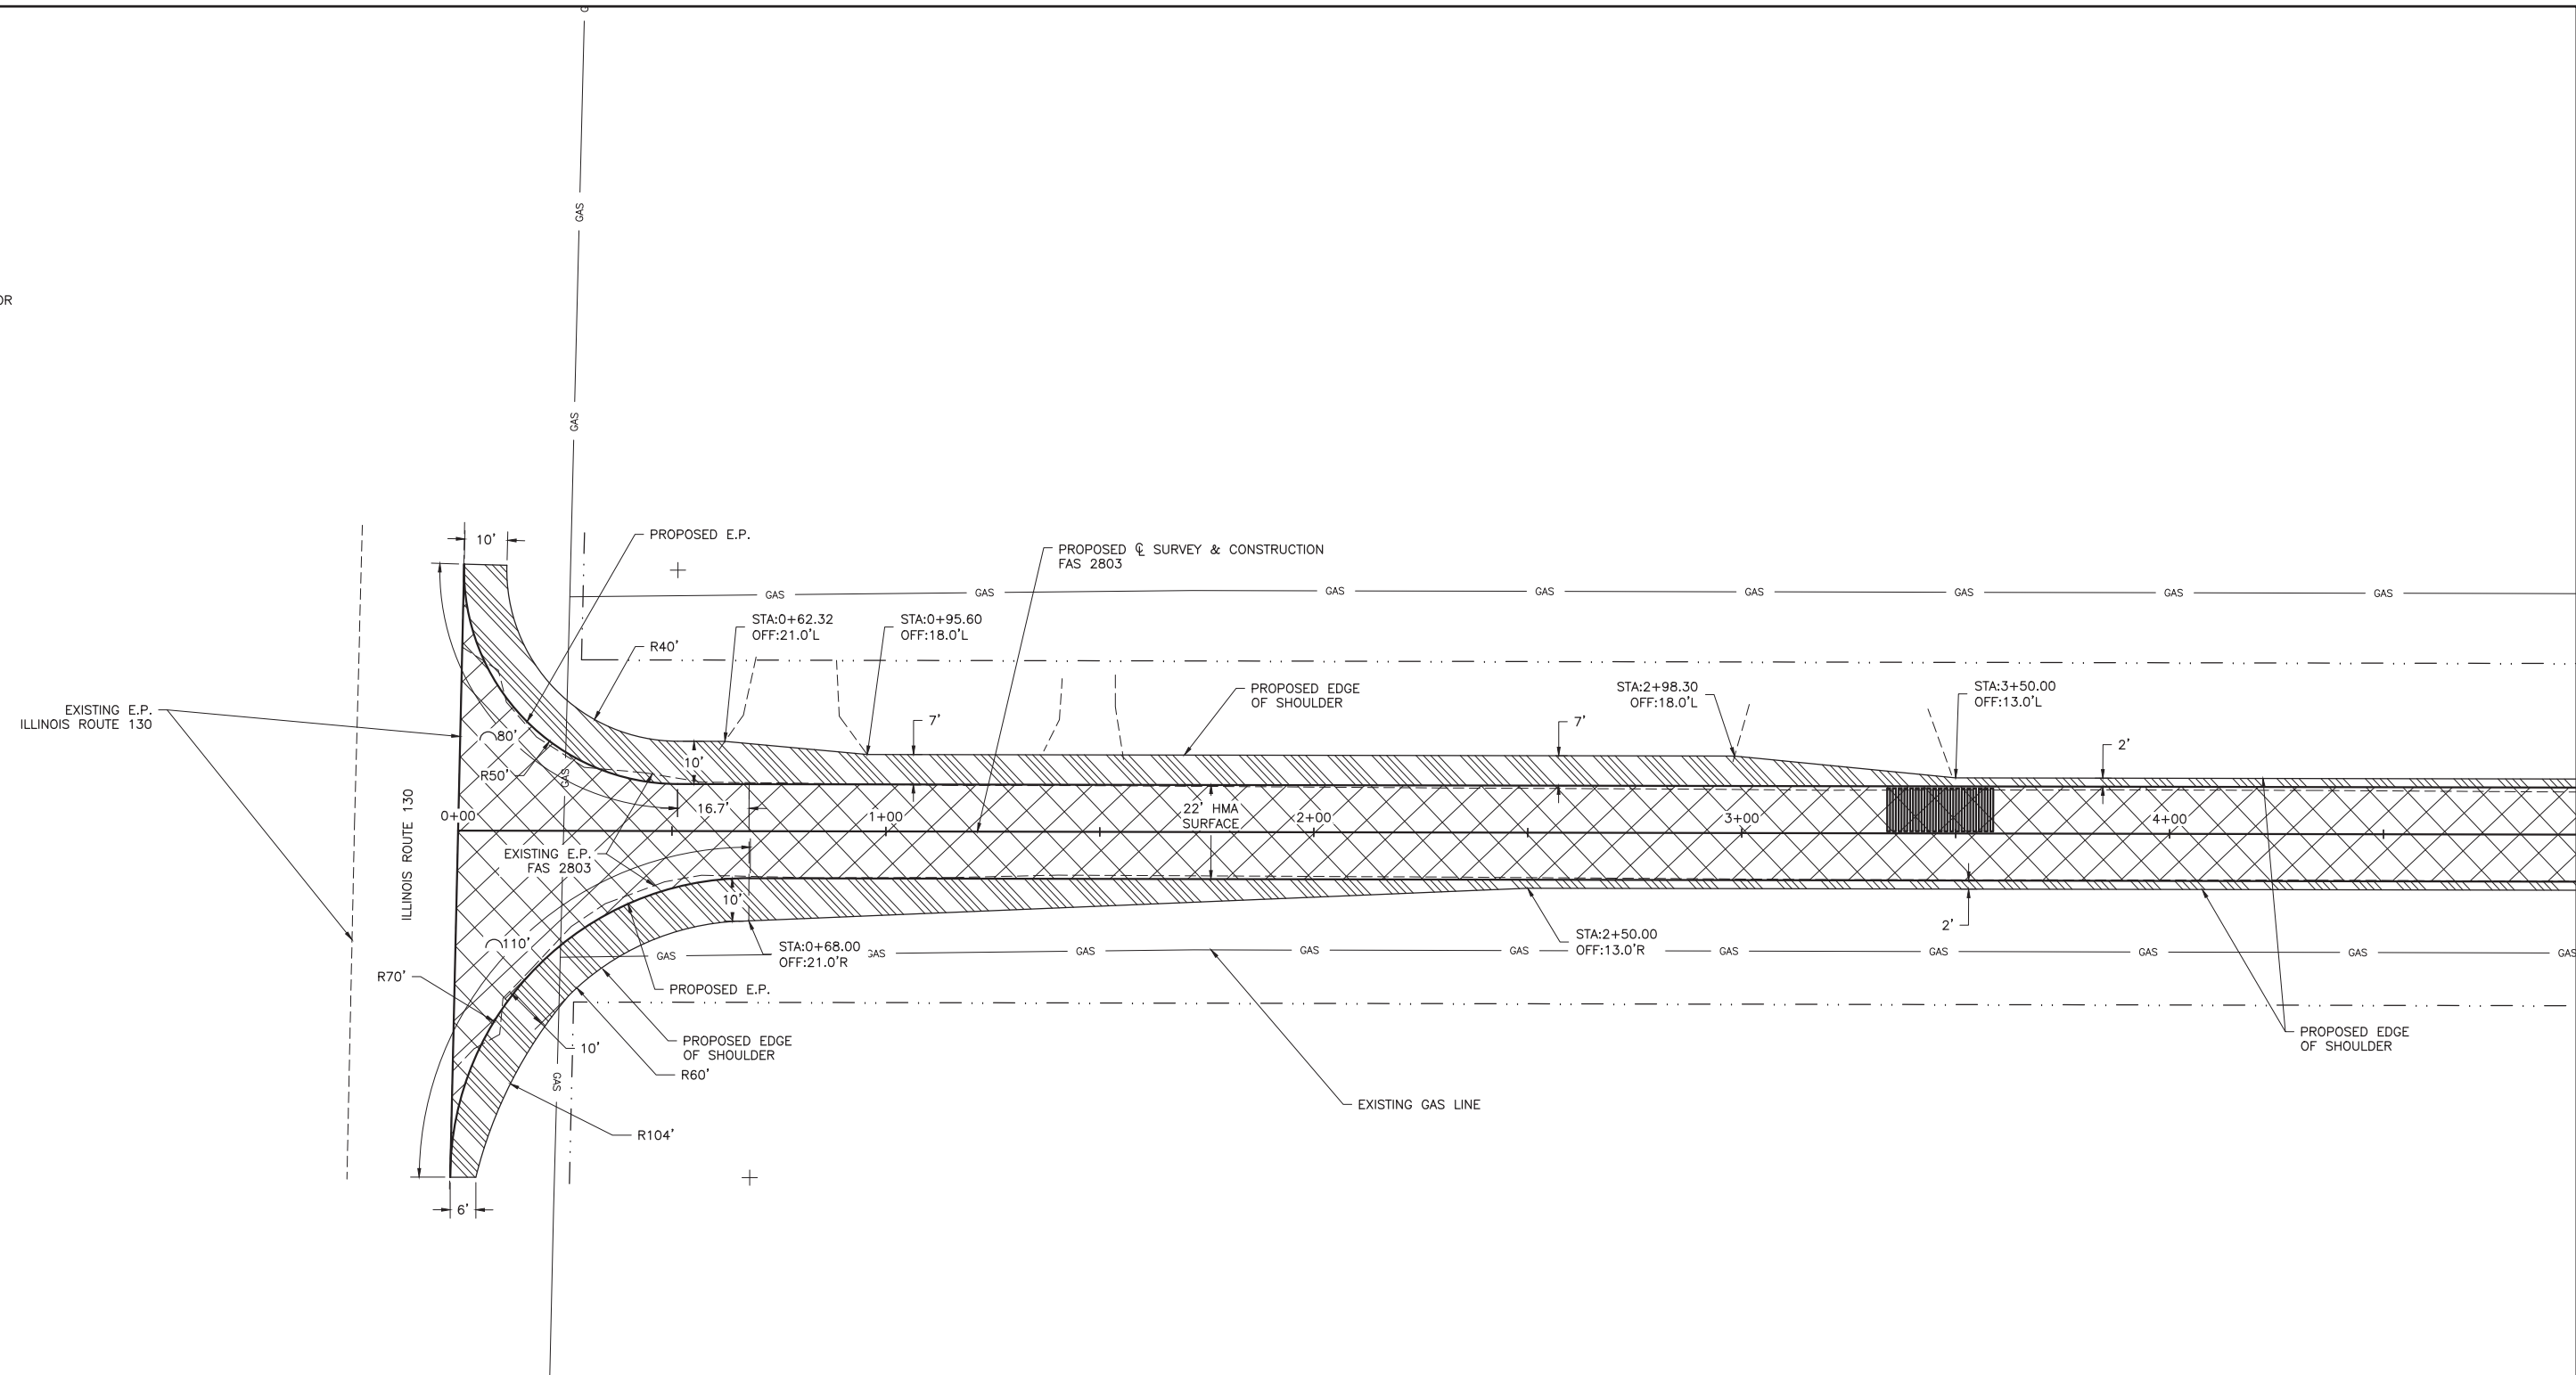 G
GAS
GAS
OR
10'
PROPOSED E.P.
PROPOSED ℄ SURVEY & CONSTRUCTION
FAS 2803
GAS GAS GAS GAS GAS GAS GAS GAS
STA:0+62.32
OFF:21.0'L
STA:0+95.60
OFF:18.0'L
R40'
PROPOSED EDGE
OF SHOULDER
STA:2+98.30
OFF:18.0'L
STA:3+50.00
OFF:13.0'L
EXISTING E.P.
ILLINOIS ROUTE 130
7'
7'
2'
80'
R50'
GAS
10'
16.7'
ILLINOIS ROUTE 130
0+00
1+00
22' HMA
SURFACE
2+00
3+00
4+00
EXISTING E.P.
FAS 2803
10'
110'
STA:0+68.00
OFF:21.0'R
STA:2+50.00
OFF:13.0'R
2'
GAS GAS GAS GAS GAS GAS GAS GAS GAS GAS
R70'
PROPOSED E.P.
10'
PROPOSED EDGE
OF SHOULDER
PROPOSED EDGE
OF SHOULDER
R60'
GAS
EXISTING GAS LINE
R104'
6'